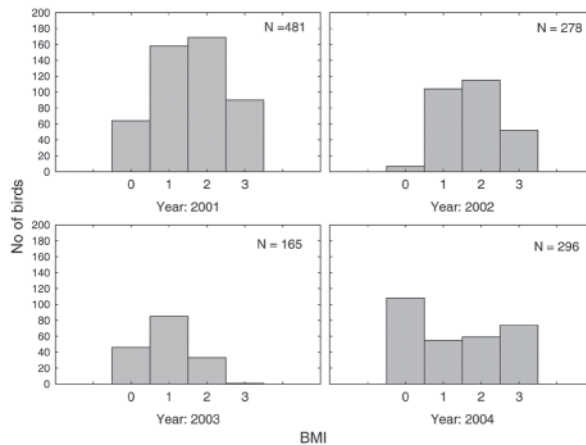 200
180
160
140
120
100
80
60
40
20
0
N =481
0 1 2 3
Year: 2001
N = 278
0 1 2 3
Year: 2002
No of birds
200
180
160
140
120
100
80
60
40
20
0
N = 165
0 1 2 3
Year: 2003
N = 296
0 1 2 3
Year: 2004
BMI